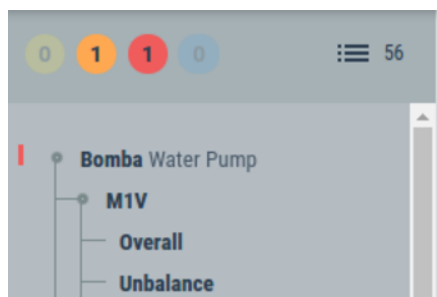 0 1 1 0 56
Bomba Water Pump
M1V
Overall
Unbalance